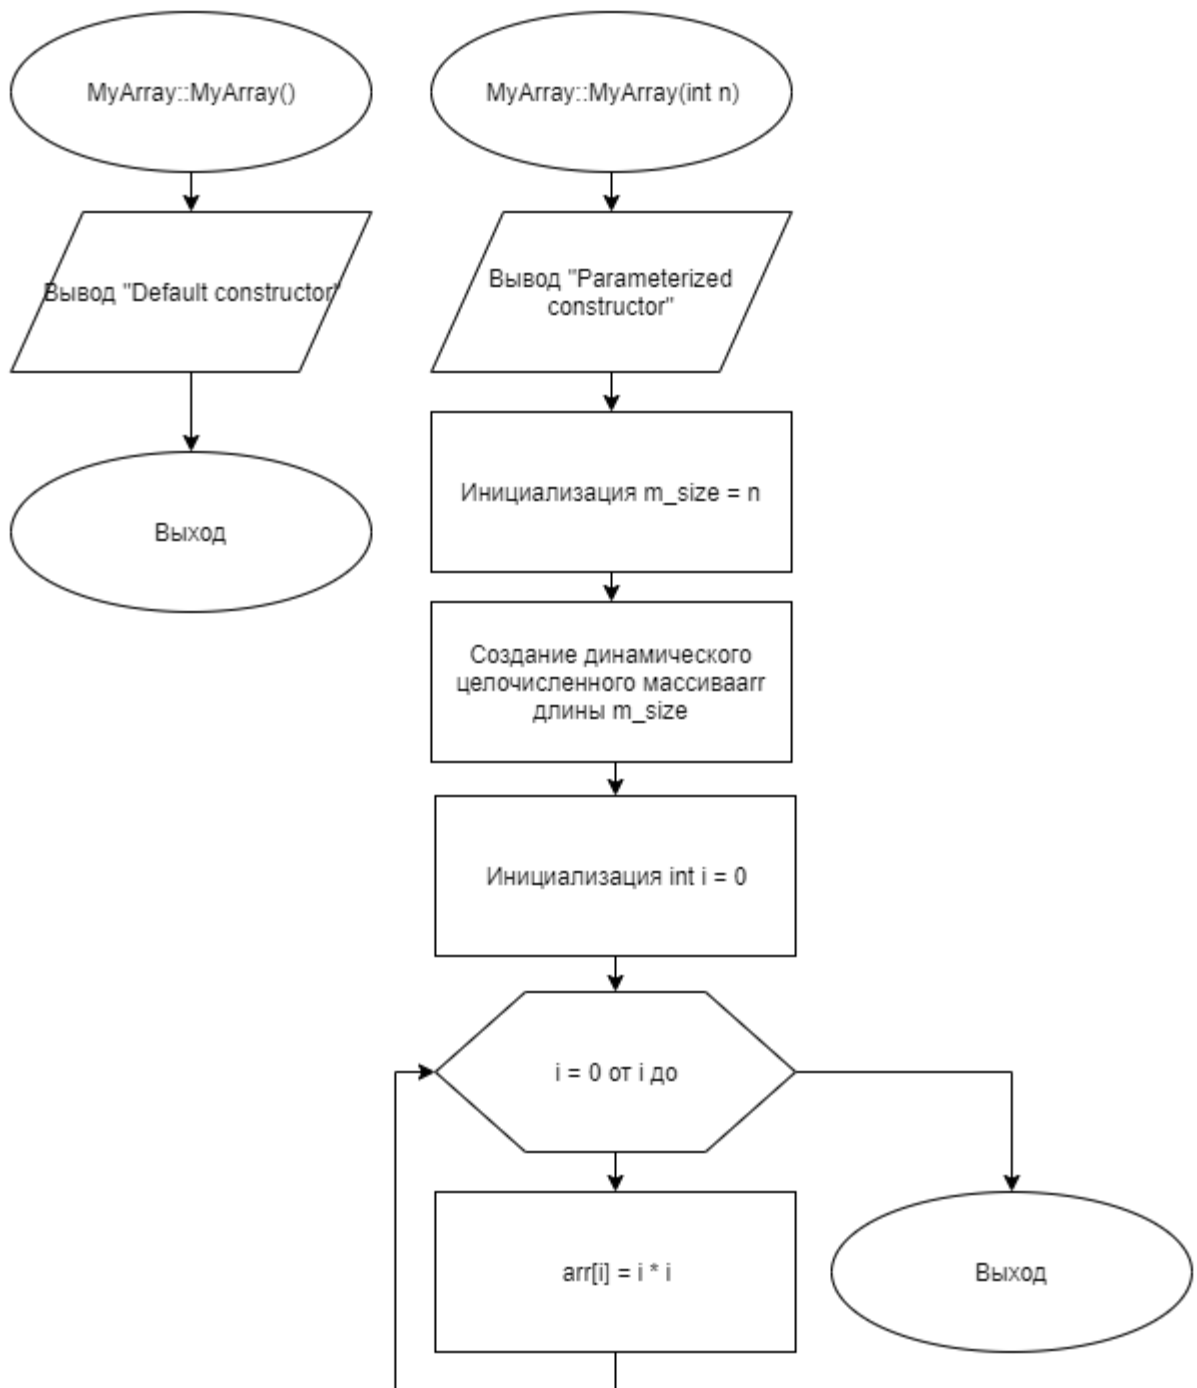 MyArray::MyArray()
Вывод "Default constructor"
Выход
MyArray::MyArray(int n)
Вывод "Parameterized
constructor"
Инициализация m_size = n
Создание динамического
целочисленного массиваarr
длины m_size
Инициализация int i = 0
i = 0 от i до
arr[i] = i * i
Выход